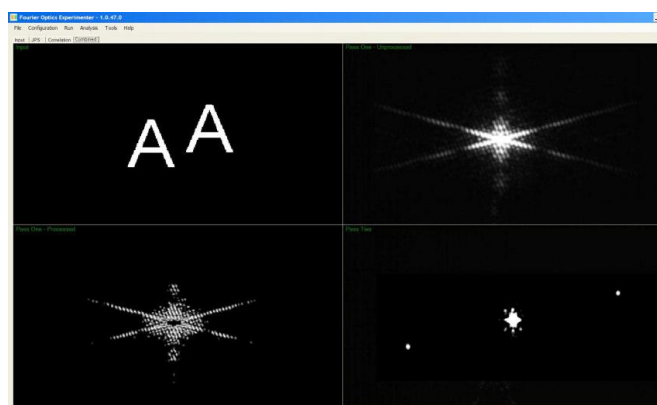 Fourier Optics Experimenter - 1.0.47.0
File Configuration Run Analysis Tools Help
Input JPS Correlation Combined
Input
Pass One - Unprocessed
A A
Pass One - Processed
Pass Two